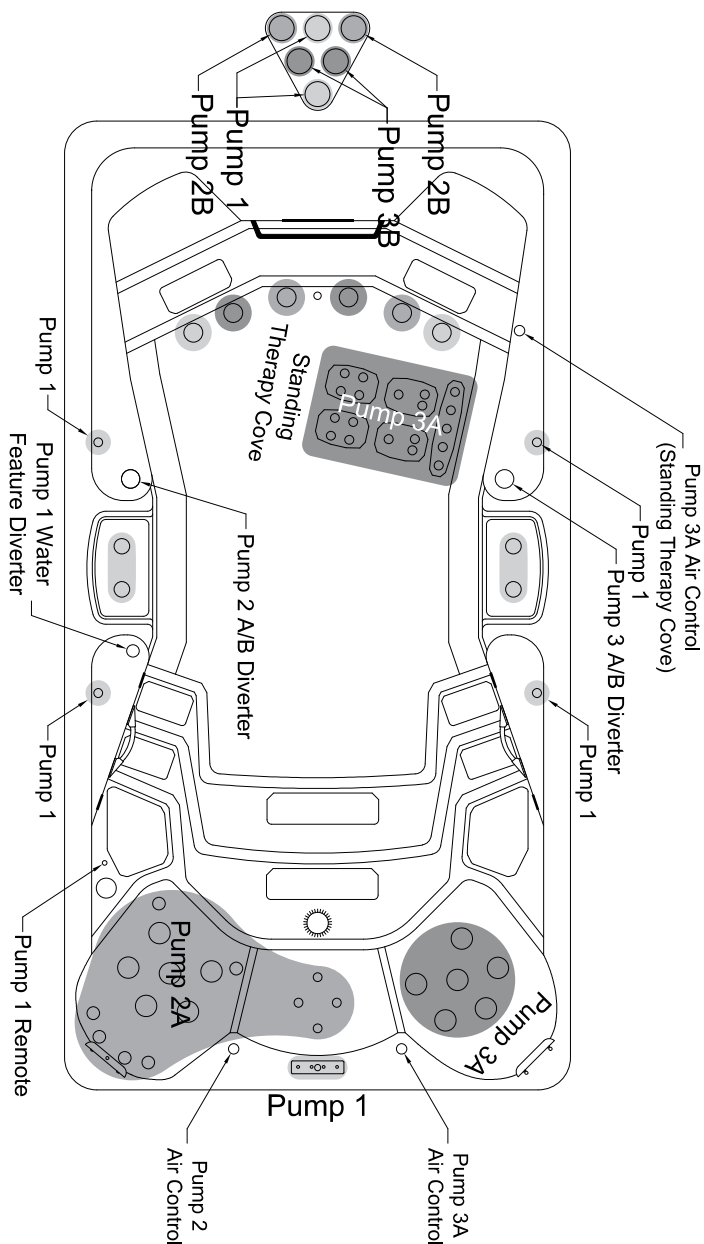 Pump 2B
Pump 1
Pump 3B
Pump 2B
Standing
Therapy Cove
Pump 3A
Pump 3A Air Control
(Standing Therapy Cove)
Pump 1
Pump 3 A/B Diverter
Pump 1
Pump 1
Pump 1 Water
Feature Diverter
Pump 2 A/B Diverter
Pump 1
Pump 1 Remote
Pump 2A
Pump 3A
Pump 1
Pump 2
Air Control
Pump 3A
Air Control